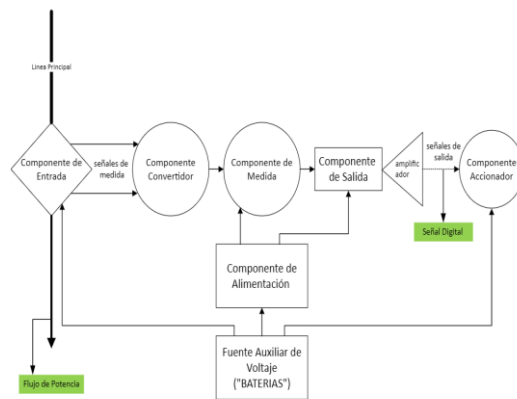 Linea Principal
Componente de
Entrada
señales de
medida
Componente
Convertidor
Componente de
Medida
Componente
de Salida
amplific
ador
señales de
salida
Componente
Accionador
Señal Digital
Componente de
Alimentación
Fuente Auxiliar de
Voltaje
("BATERIAS")
Flujo de Potencia